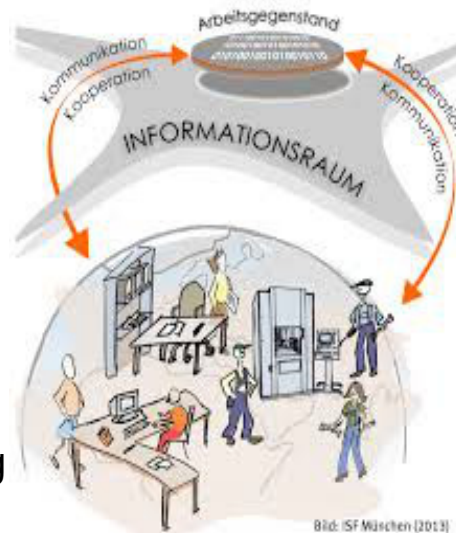 Arbeitsgegenstand
Kommunikation
Kooperation
Kooperation
Kommunikation
INFORMATIONSRAUM
g
Bild: ISF München (2013)